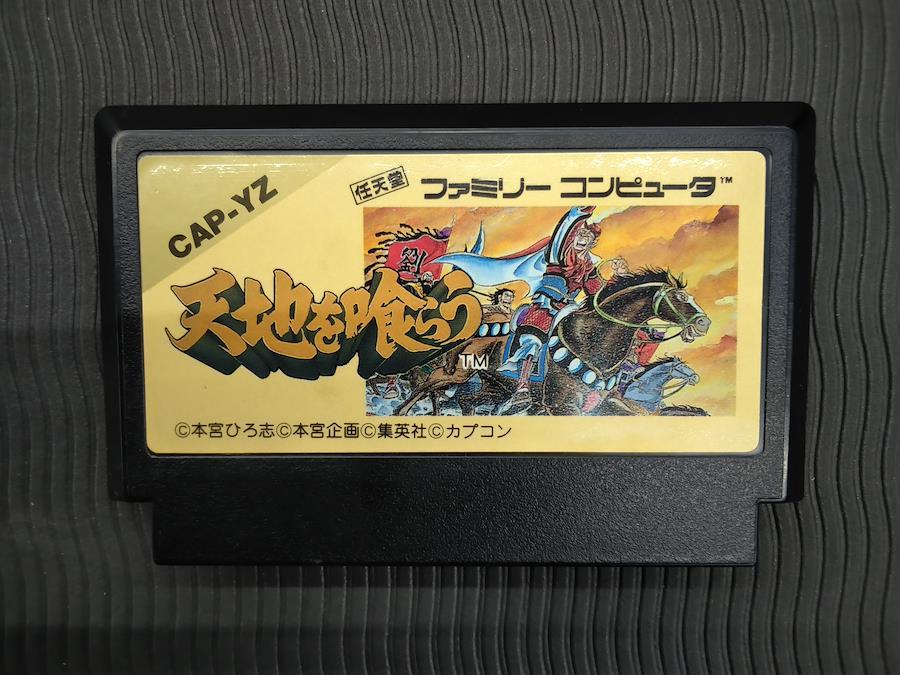 CAP-YZ
任天堂 ファミリー コンピュータ™
劉
天地を喰らう
TM
©本宮ひろ志©本宮企画©集英社©カプコン